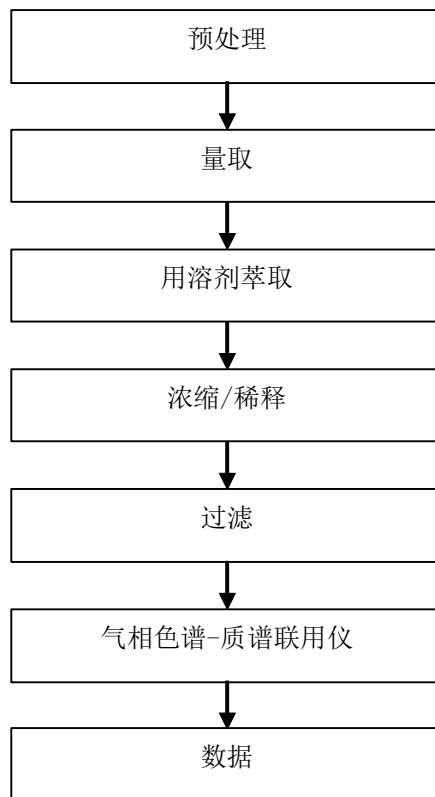 预处理
量取
用溶剂萃取
浓缩/稀释
过滤
气相色谱-质谱联用仪
数据